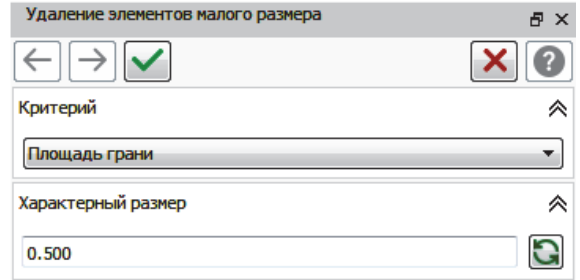 Удаление элементов малого размера
?
Критерий
Площадь грани
Характерный размер
0.500